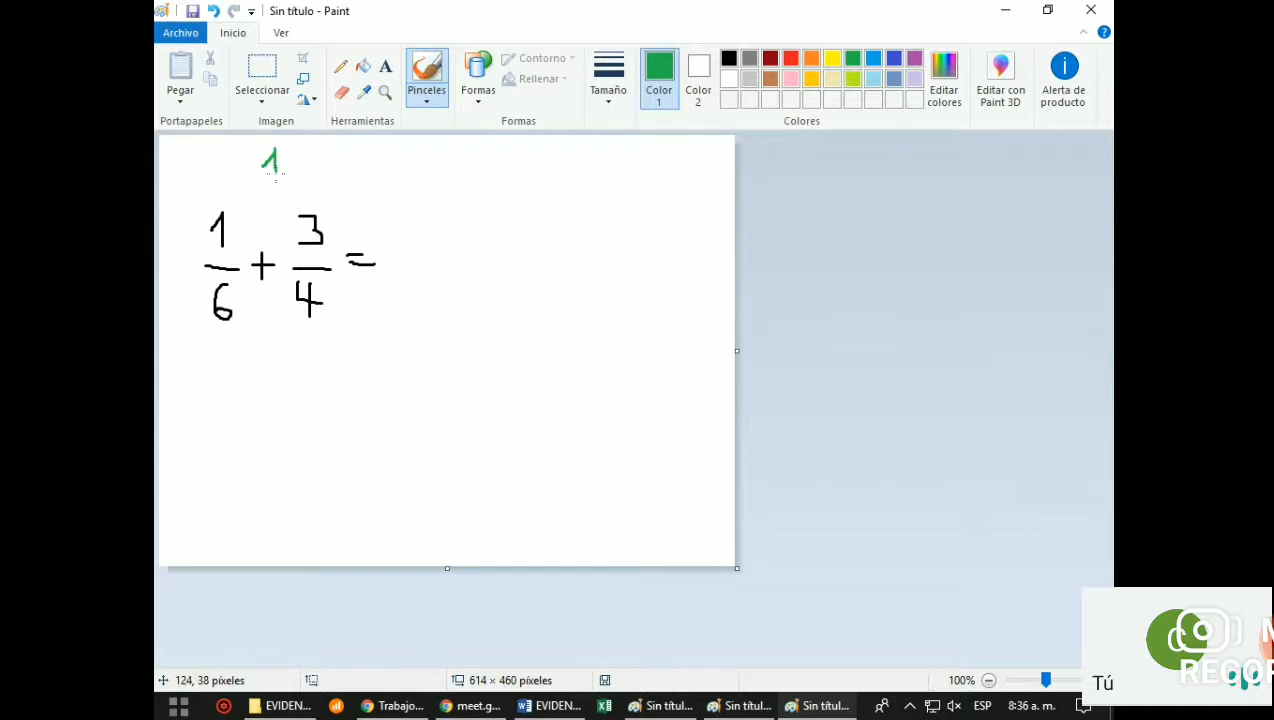 Sin título - Paint
Archivo Inicio Ver
Pegar Seleccionar Pinceles Formas Contorno Rellenar Tamaño Color 1 Color 2 Editar colores Editar con Paint 3D Alerta de producto
Portapapeles Imagen Herramientas Formas Colores
1
1/6 + 3/4 =
Tú
124, 38 píxeles 614 × 460 píxeles 100%
EVIDEN... Trabajo... meet.g... EVIDEN... Sin títul... Sin títul... Sin títul... ESP 8:36 a. m.